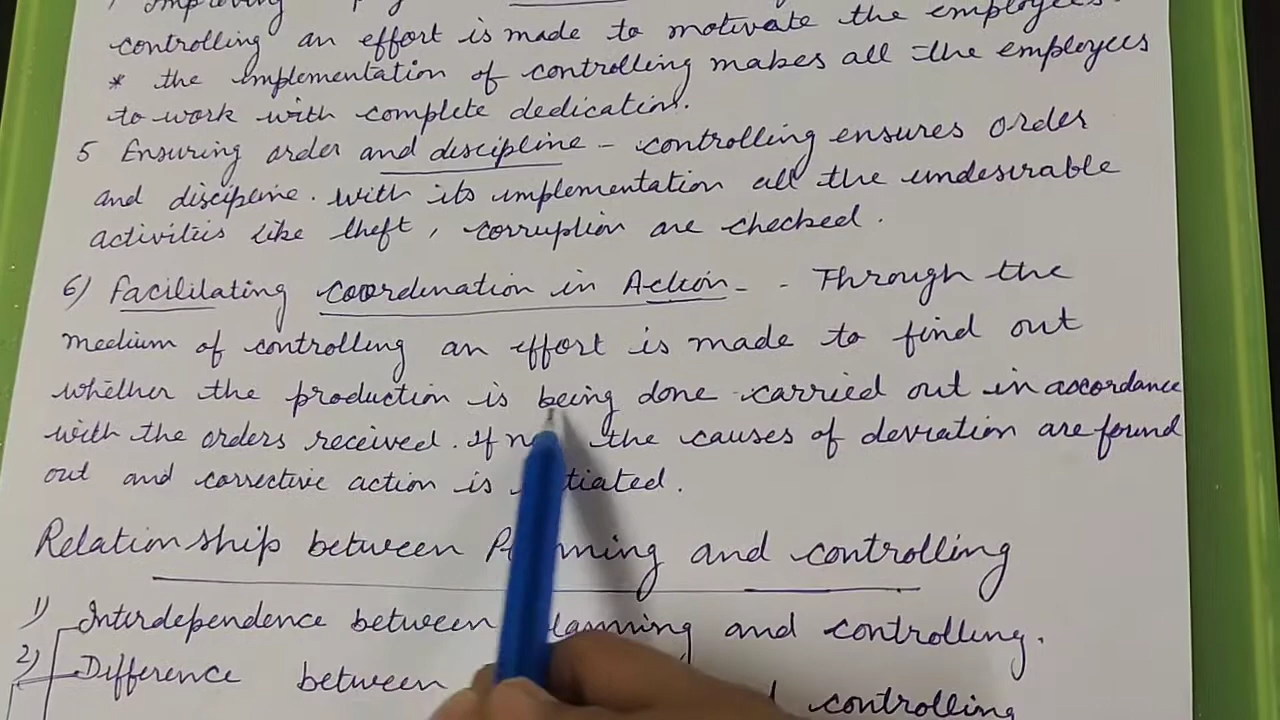 controlling an effort is made to motivate the employees.
* the implementation of controlling makes all the employees
to work with complete dedication.
5 Ensuring order and discipline - controlling ensures order
and discipline. with its implementation all the undesirable
activities like theft, corruption are checked.
6) Facilitating coordination in Action - - Through the
medium of controlling an effort is made to find out
whether the production is being done carried out in accordance
with the orders received. If the causes of deviation are found
out and corrective action is
Relationship between and controlling
1) Interdependence between and controlling.
2) Difference between controlling